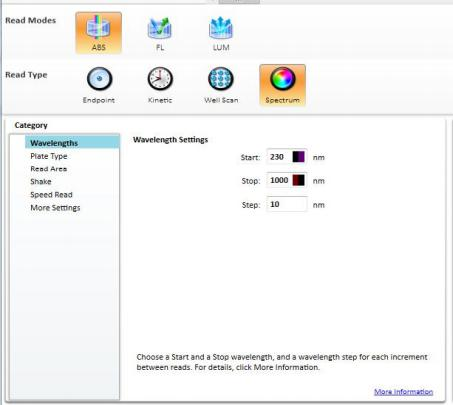 Read Modes
ABS FL LUM
Read Type
Endpoint Kinetic Well Scan Spectrum
Category
Wavelengths
Plate Type
Read Area
Shake
Speed Read
More Settings
Wavelength Settings
Start: 230 nm
Stop: 1000 nm
Step: 10 nm
Choose a Start and a Stop wavelength, and a wavelength step for each increment
between reads. For details, click More Information.
More Information